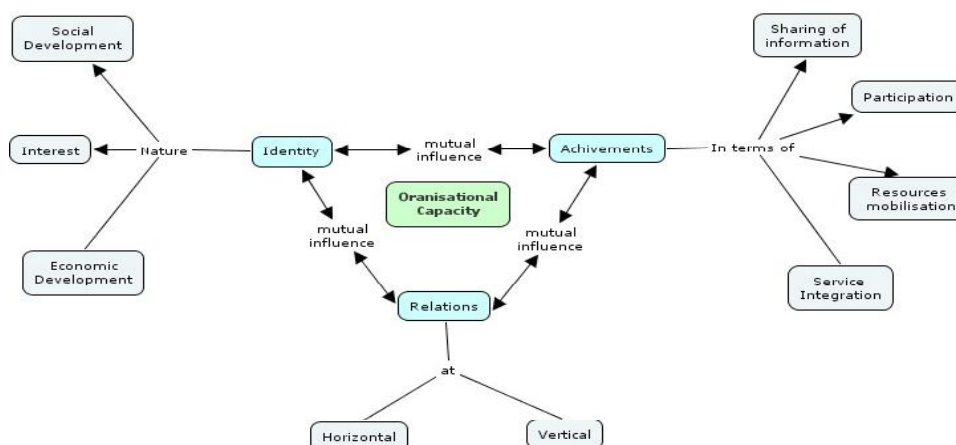 Social
Development
Sharing of
information
Participation
Interest
Nature
Identity
mutual
influence
Achivements
In terms of
Oranisational
Capacity
Resources
mobilisation
mutual
influence
mutual
influence
Economic
Development
Service
Integration
Relations
at
Horizontal
Vertical